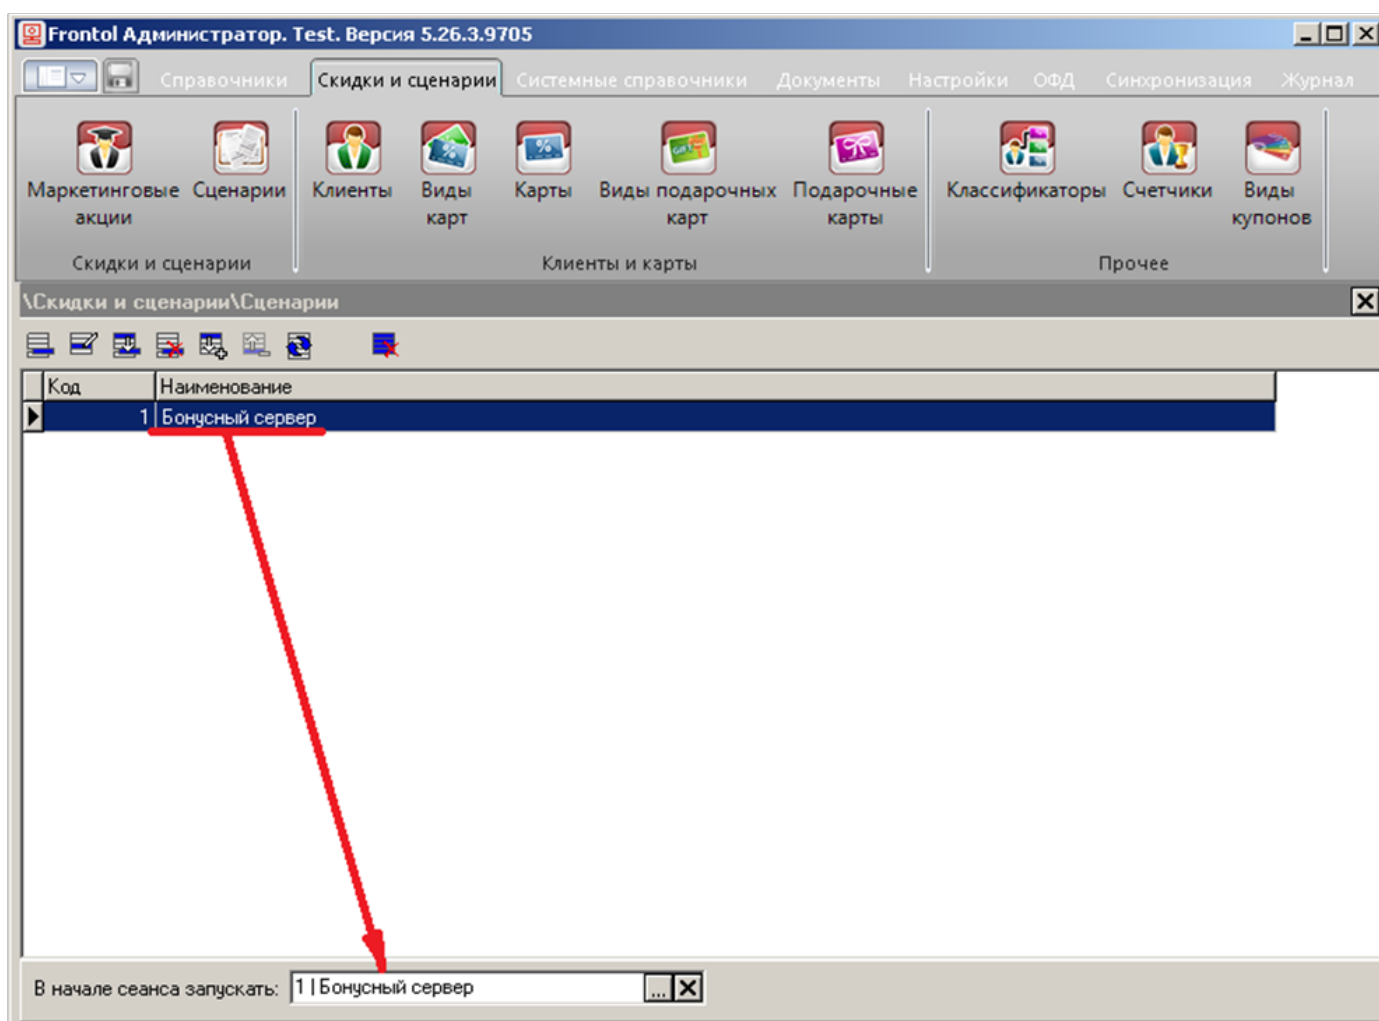 Frontol Администратор. Test. Версия 5.26.3.9705
Справочники Скидки и сценарии Системные справочники Документы Настройки ОФД Синхронизация Журнал
Маркетинговые Сценарии Клиенты Виды Карты Виды подарочных Подарочные Классификаторы Счетчики Виды
акции карт карт карты купонов
Скидки и сценарии Клиенты и карты Прочее
\Скидки и сценарии\Сценарии
Код Наименование
1 Бонусный сервер
В начале сеанса запускать: 1 | Бонусный сервер ...